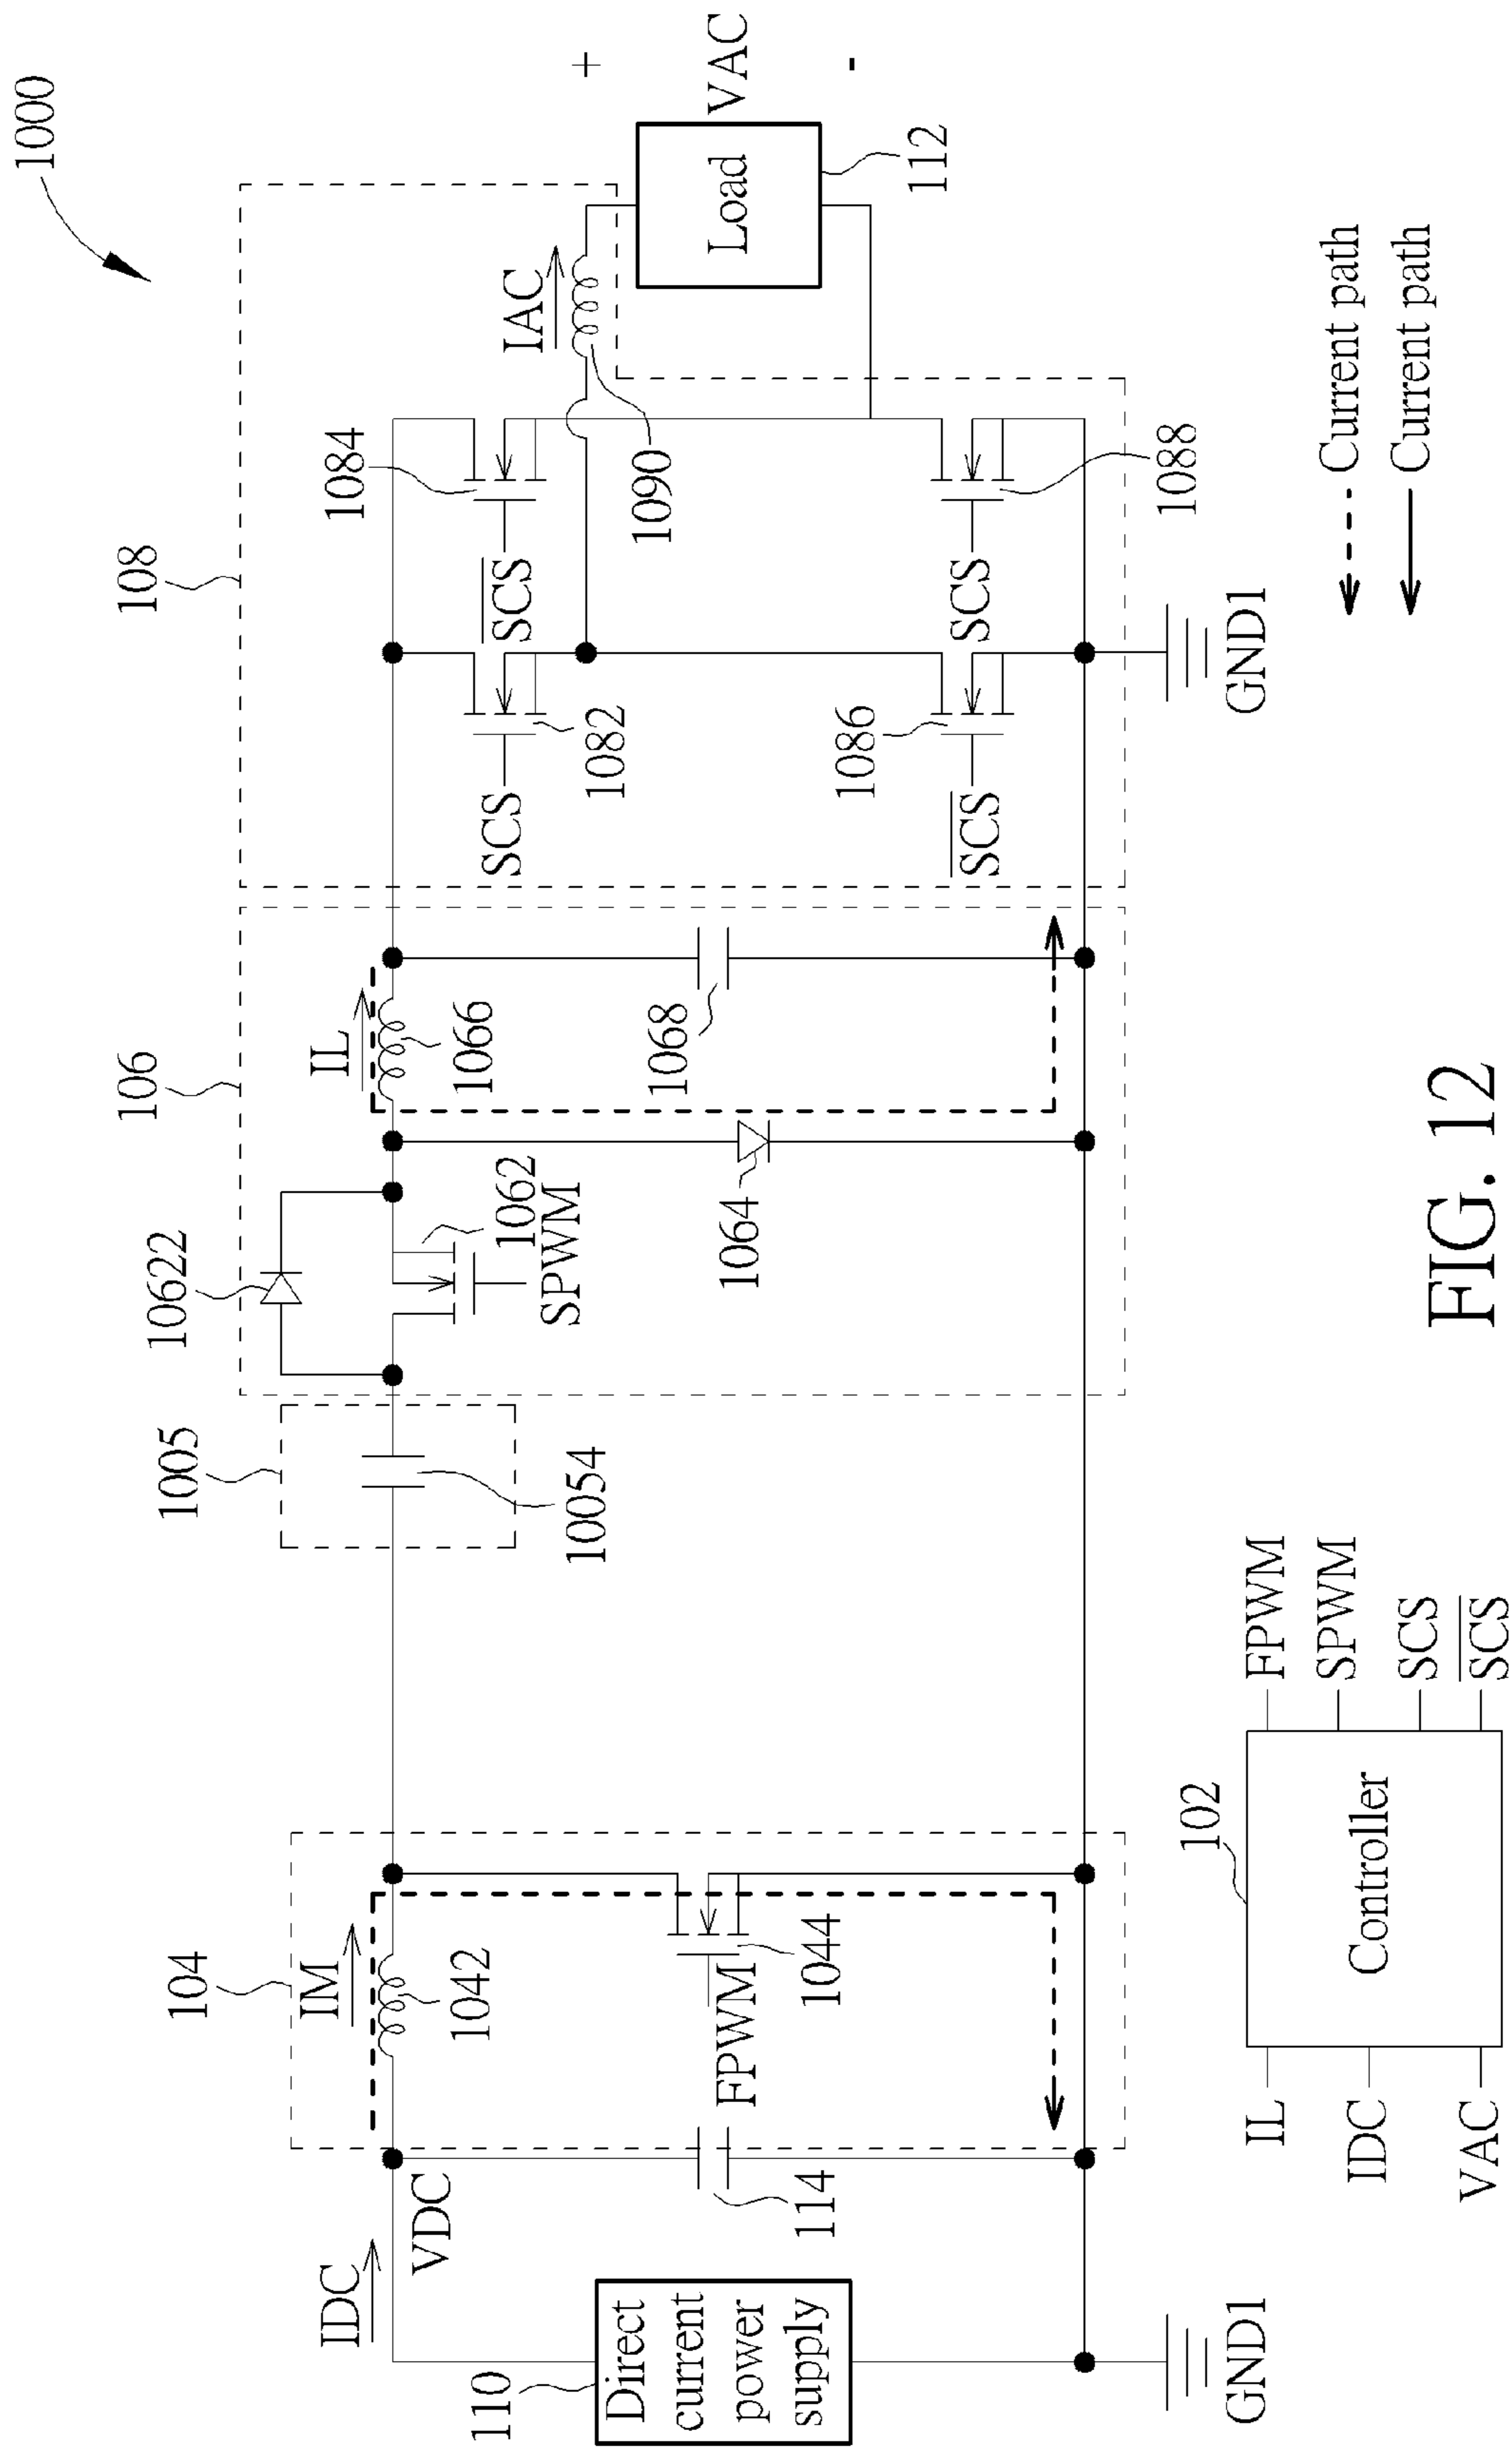 1000
108
106
1005
104
10622
IL
IM
IDC
1084
IAC
+
VAC
-
Load
112
1090
SCS
1082
SCS
1066
1062
SPWM
10054
1042
VDC
110
Direct
current
power
supply
114
FPWM
1044
1064
1068
1086
SCS
SCS
1088
GND1
GND1
102
Controller
IL
IDC
VAC
FPWM
SPWM
SCS
SCS
Current path
Current path
FIG. 12